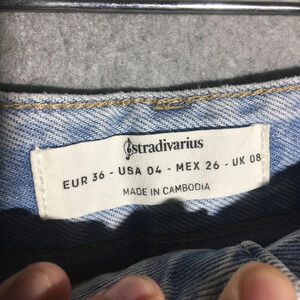 stradivarius
EUR 36 - USA 04 - MEX 26 - UK 08
MADE IN CAMBODIA